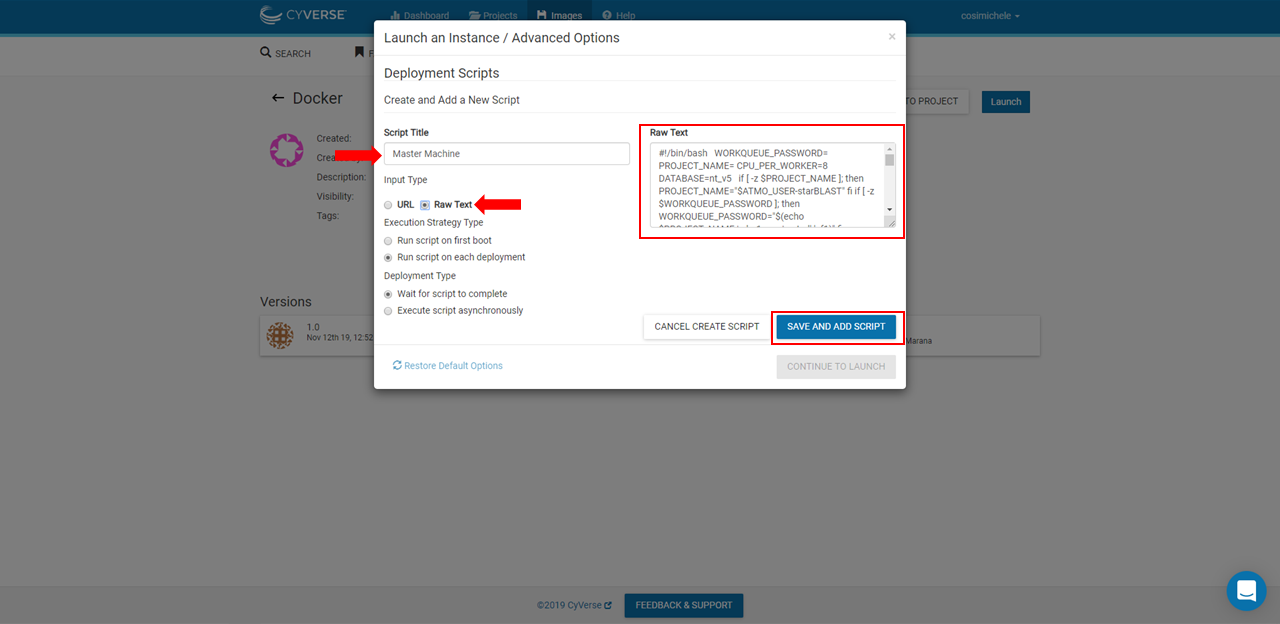 CYVERSE
Dashboard
Projects
Images
Help
cosimichele
SEARCH
Docker
TO PROJECT
Launch
Created:
Description:
Visibility:
Tags:
Versions
1.0
Nov 12th 19, 12:52
Marana
Launch an Instance / Advanced Options
×
Deployment Scripts
Create and Add a New Script
Script Title
Master Machine
Input Type
URL
Raw Text
Execution Strategy Type
Run script on first boot
Run script on each deployment
Deployment Type
Wait for script to complete
Execute script asynchronously
Raw Text
#!/bin/bash WORKQUEUE_PASSWORD=
PROJECT_NAME= CPU_PER_WORKER=8
DATABASE=nt_v5 if [ -z $PROJECT_NAME ]; then
PROJECT_NAME="$ATMO_USER-starBLAST" fi if [ -z
$WORKQUEUE_PASSWORD ]; then
WORKQUEUE_PASSWORD="$(echo
CANCEL CREATE SCRIPT
SAVE AND ADD SCRIPT
Restore Default Options
CONTINUE TO LAUNCH
©2019 CyVerse
FEEDBACK & SUPPORT